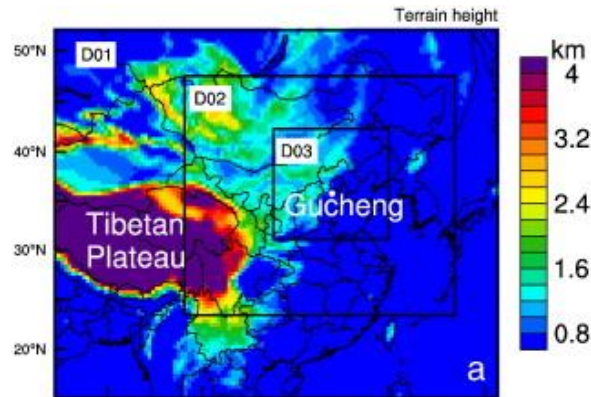 Terrain height
50°N
40°N
30°N
20°N
D01
D02
D03
Gucheng
Tibetan
Plateau
a
km
4
3.2
2.4
1.6
0.8